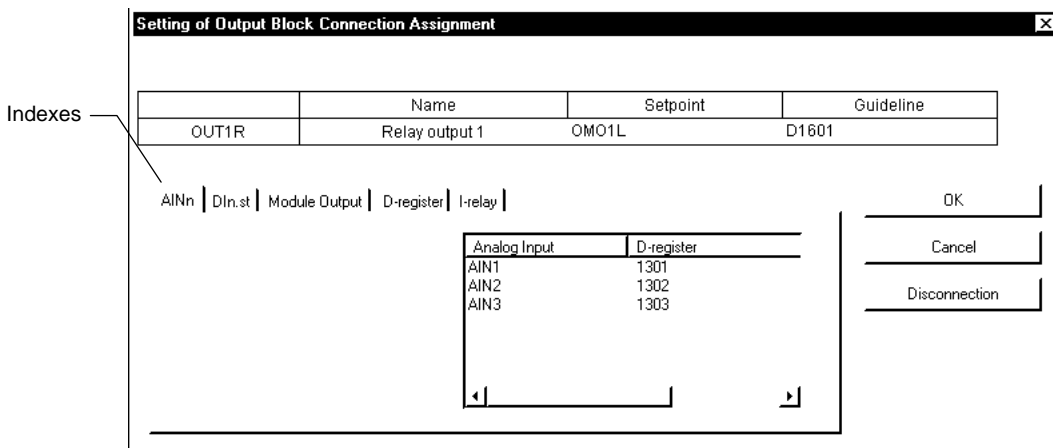 Setting of Output Block Connection Assignment
Name Setpoint Guideline
OUT1R Relay output 1 OMO1L D1601
Indexes
AINn DIn.st Module Output D-register I-relay
OK
Cancel
Disconnection
Analog Input D-register
AIN1 1301
AIN2 1302
AIN3 1303